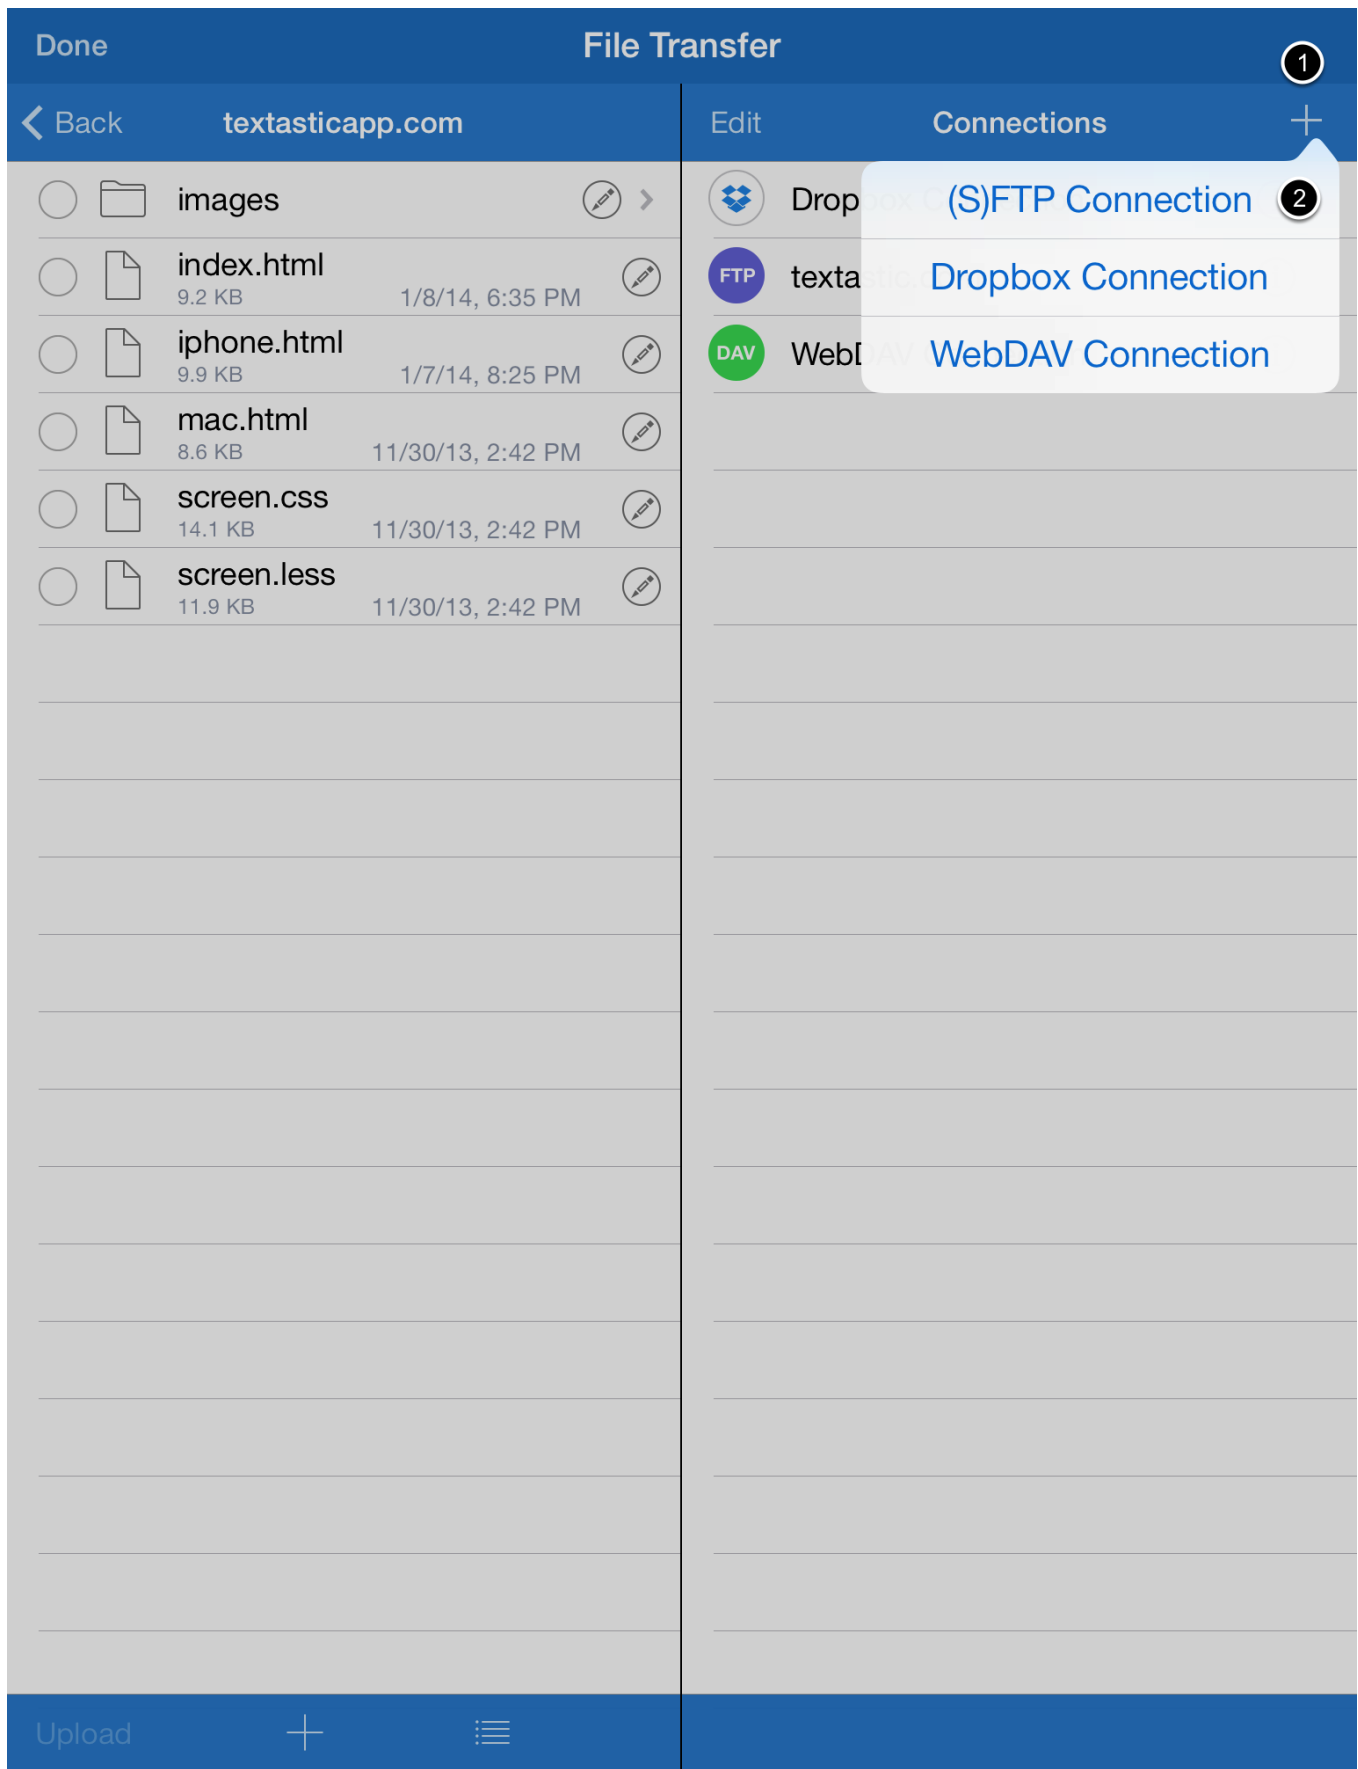 Done
File Transfer
1
Back
textasticapp.com
Edit
Connections
images
index.html
9.2 KB
1/8/14, 6:35 PM
iphone.html
9.9 KB
1/7/14, 8:25 PM
mac.html
8.6 KB
11/30/13, 2:42 PM
screen.css
14.1 KB
11/30/13, 2:42 PM
screen.less
11.9 KB
11/30/13, 2:42 PM
Dropbox
(S)FTP Connection
2
FTP
Dropbox Connection
DAV
WebDAV
WebDAV Connection
Upload